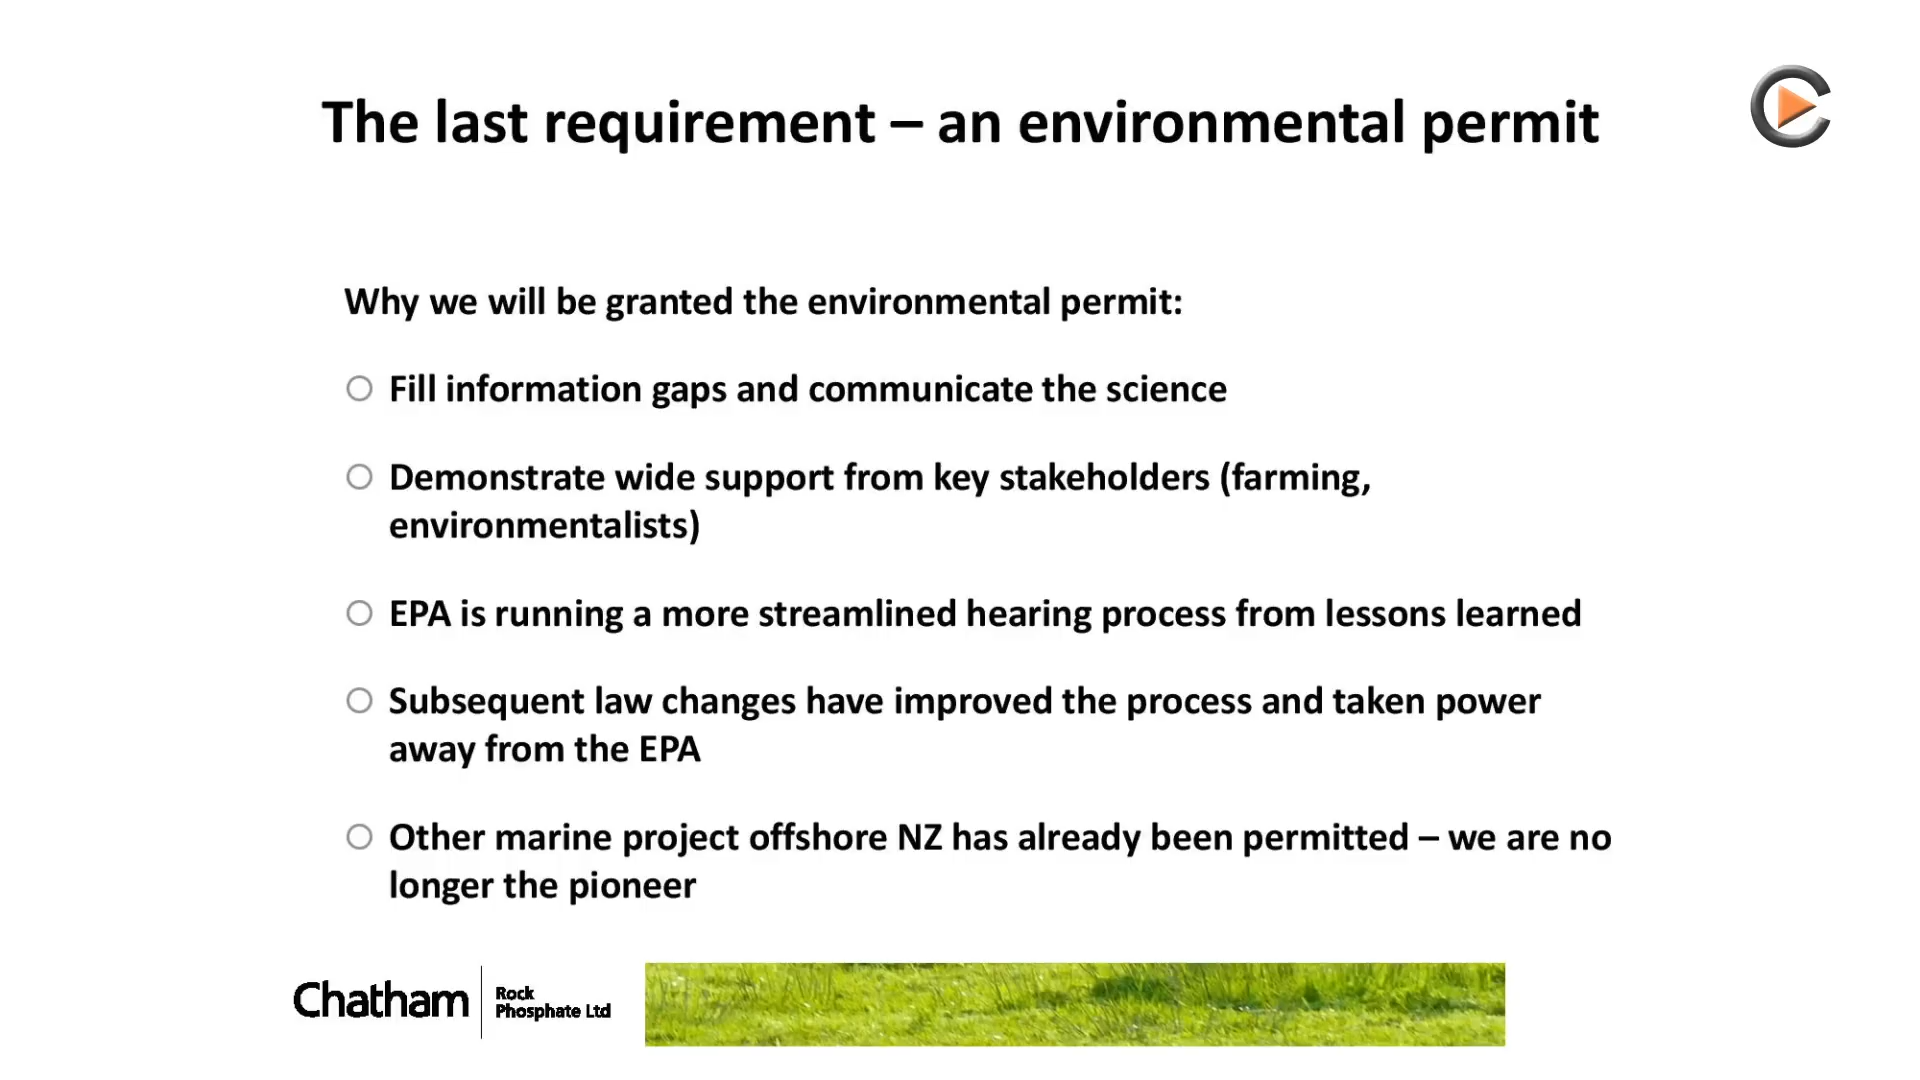 The last requirement – an environmental permit
Why we will be granted the environmental permit:
Fill information gaps and communicate the science
Demonstrate wide support from key stakeholders (farming,
environmentalists)
EPA is running a more streamlined hearing process from lessons learned
Subsequent law changes have improved the process and taken power
away from the EPA
Other marine project offshore NZ has already been permitted – we are no
longer the pioneer
Chatham
Rock
Phosphate Ltd